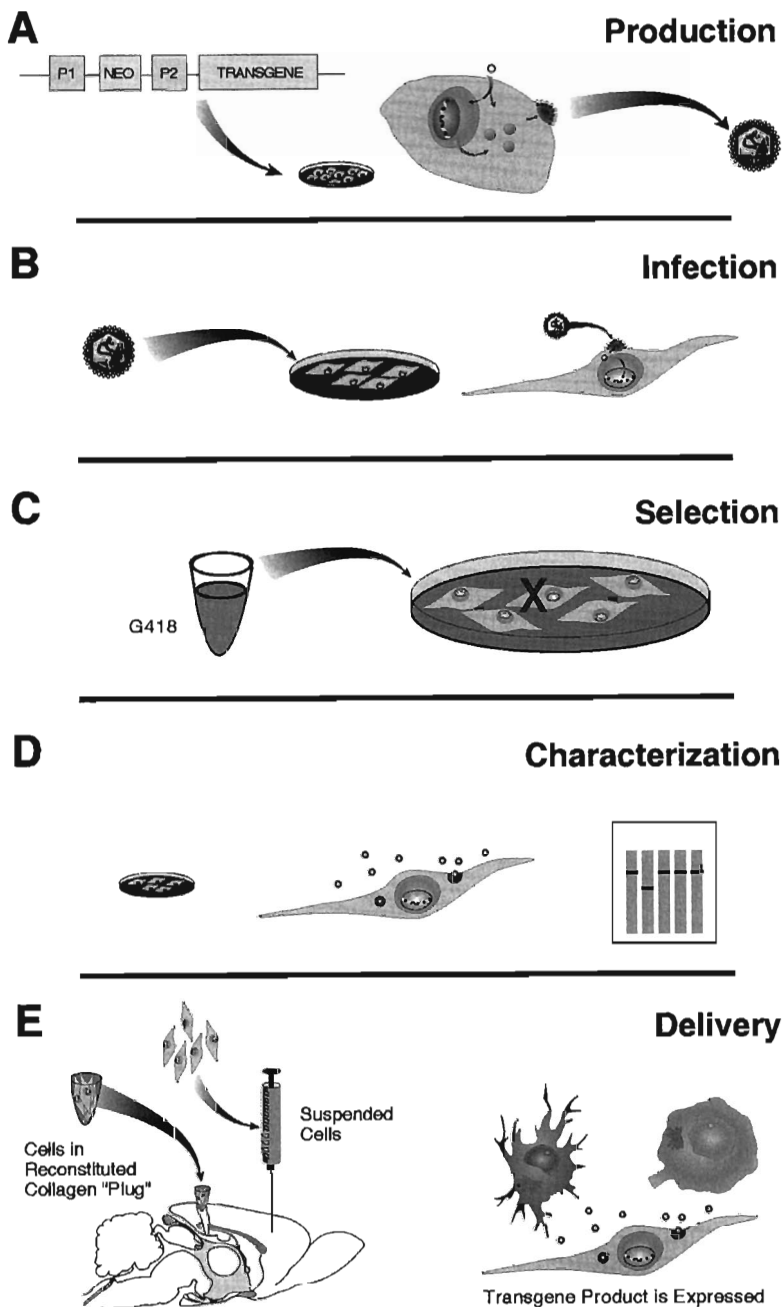 A
Production
P1 NEO P2 TRANSGENE
B
Infection
C
Selection
G418
X
D
Characterization
E
Delivery
Suspended
Cells
Cells in
Reconstituted
Collagen "Plug"
Transgene Product is Expressed